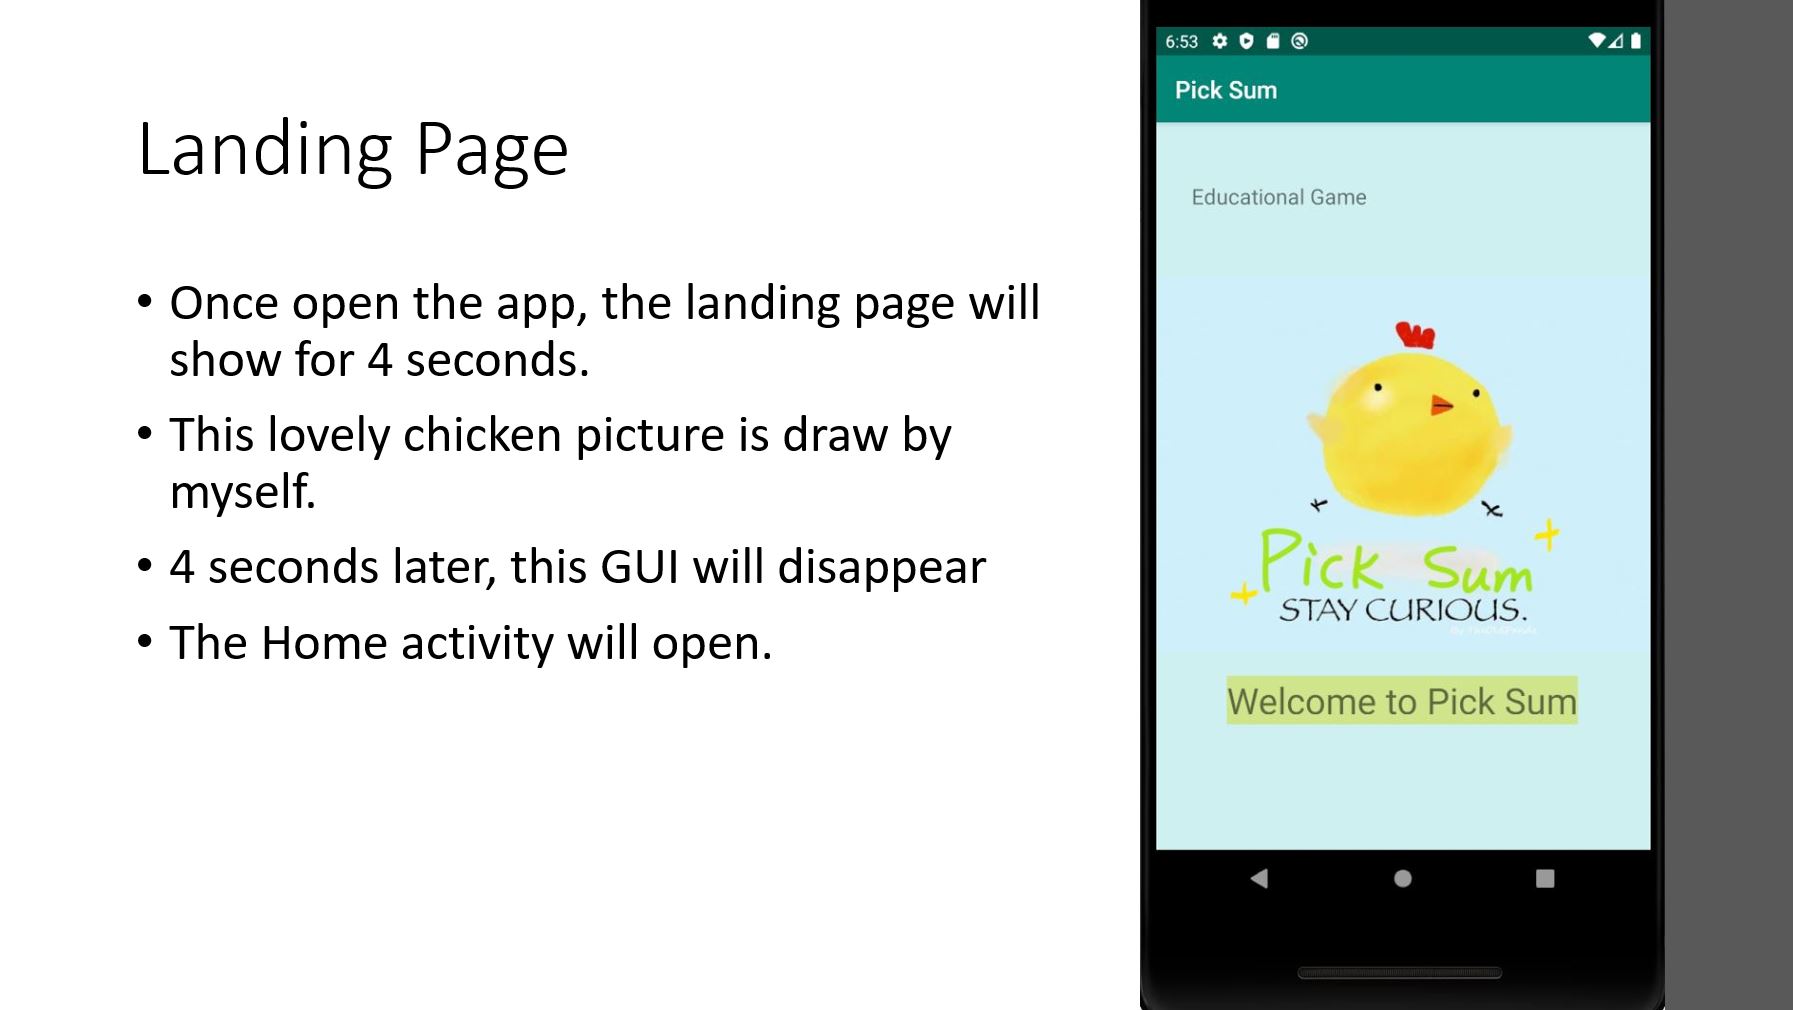 Landing Page
• Once open the app, the landing page will
show for 4 seconds.
• This lovely chicken picture is draw by
myself.
• 4 seconds later, this GUI will disappear
• The Home activity will open.
6:53
Pick Sum
Educational Game
Pick Sum
STAY CURIOUS.
Welcome to Pick Sum